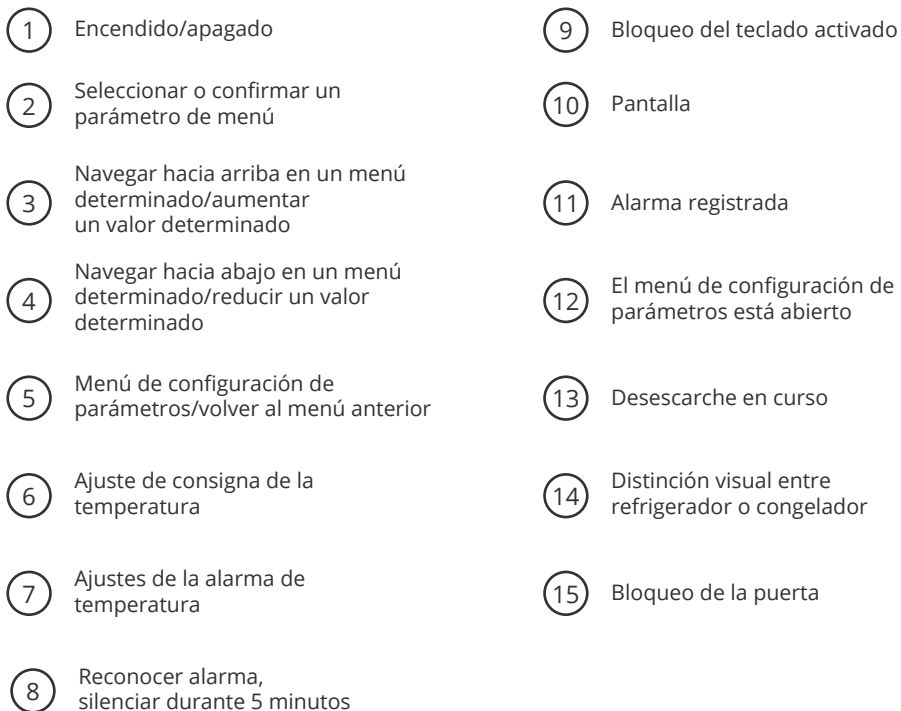 1 Encendido/apagado
2 Seleccionar o confirmar un
parámetro de menú
3 Navegar hacia arriba en un menú
determinado/aumentar
un valor determinado
4 Navegar hacia abajo en un menú
determinado/reducir un valor
determinado
5 Menú de configuración de
parámetros/volver al menú anterior
6 Ajuste de consigna de la
temperatura
7 Ajustes de la alarma de
temperatura
8 Reconocer alarma,
silenciar durante 5 minutos
9 Bloqueo del teclado activado
10 Pantalla
11 Alarma registrada
12 El menú de configuración de
parámetros está abierto
13 Desescarche en curso
14 Distinción visual entre
refrigerador o congelador
15 Bloqueo de la puerta